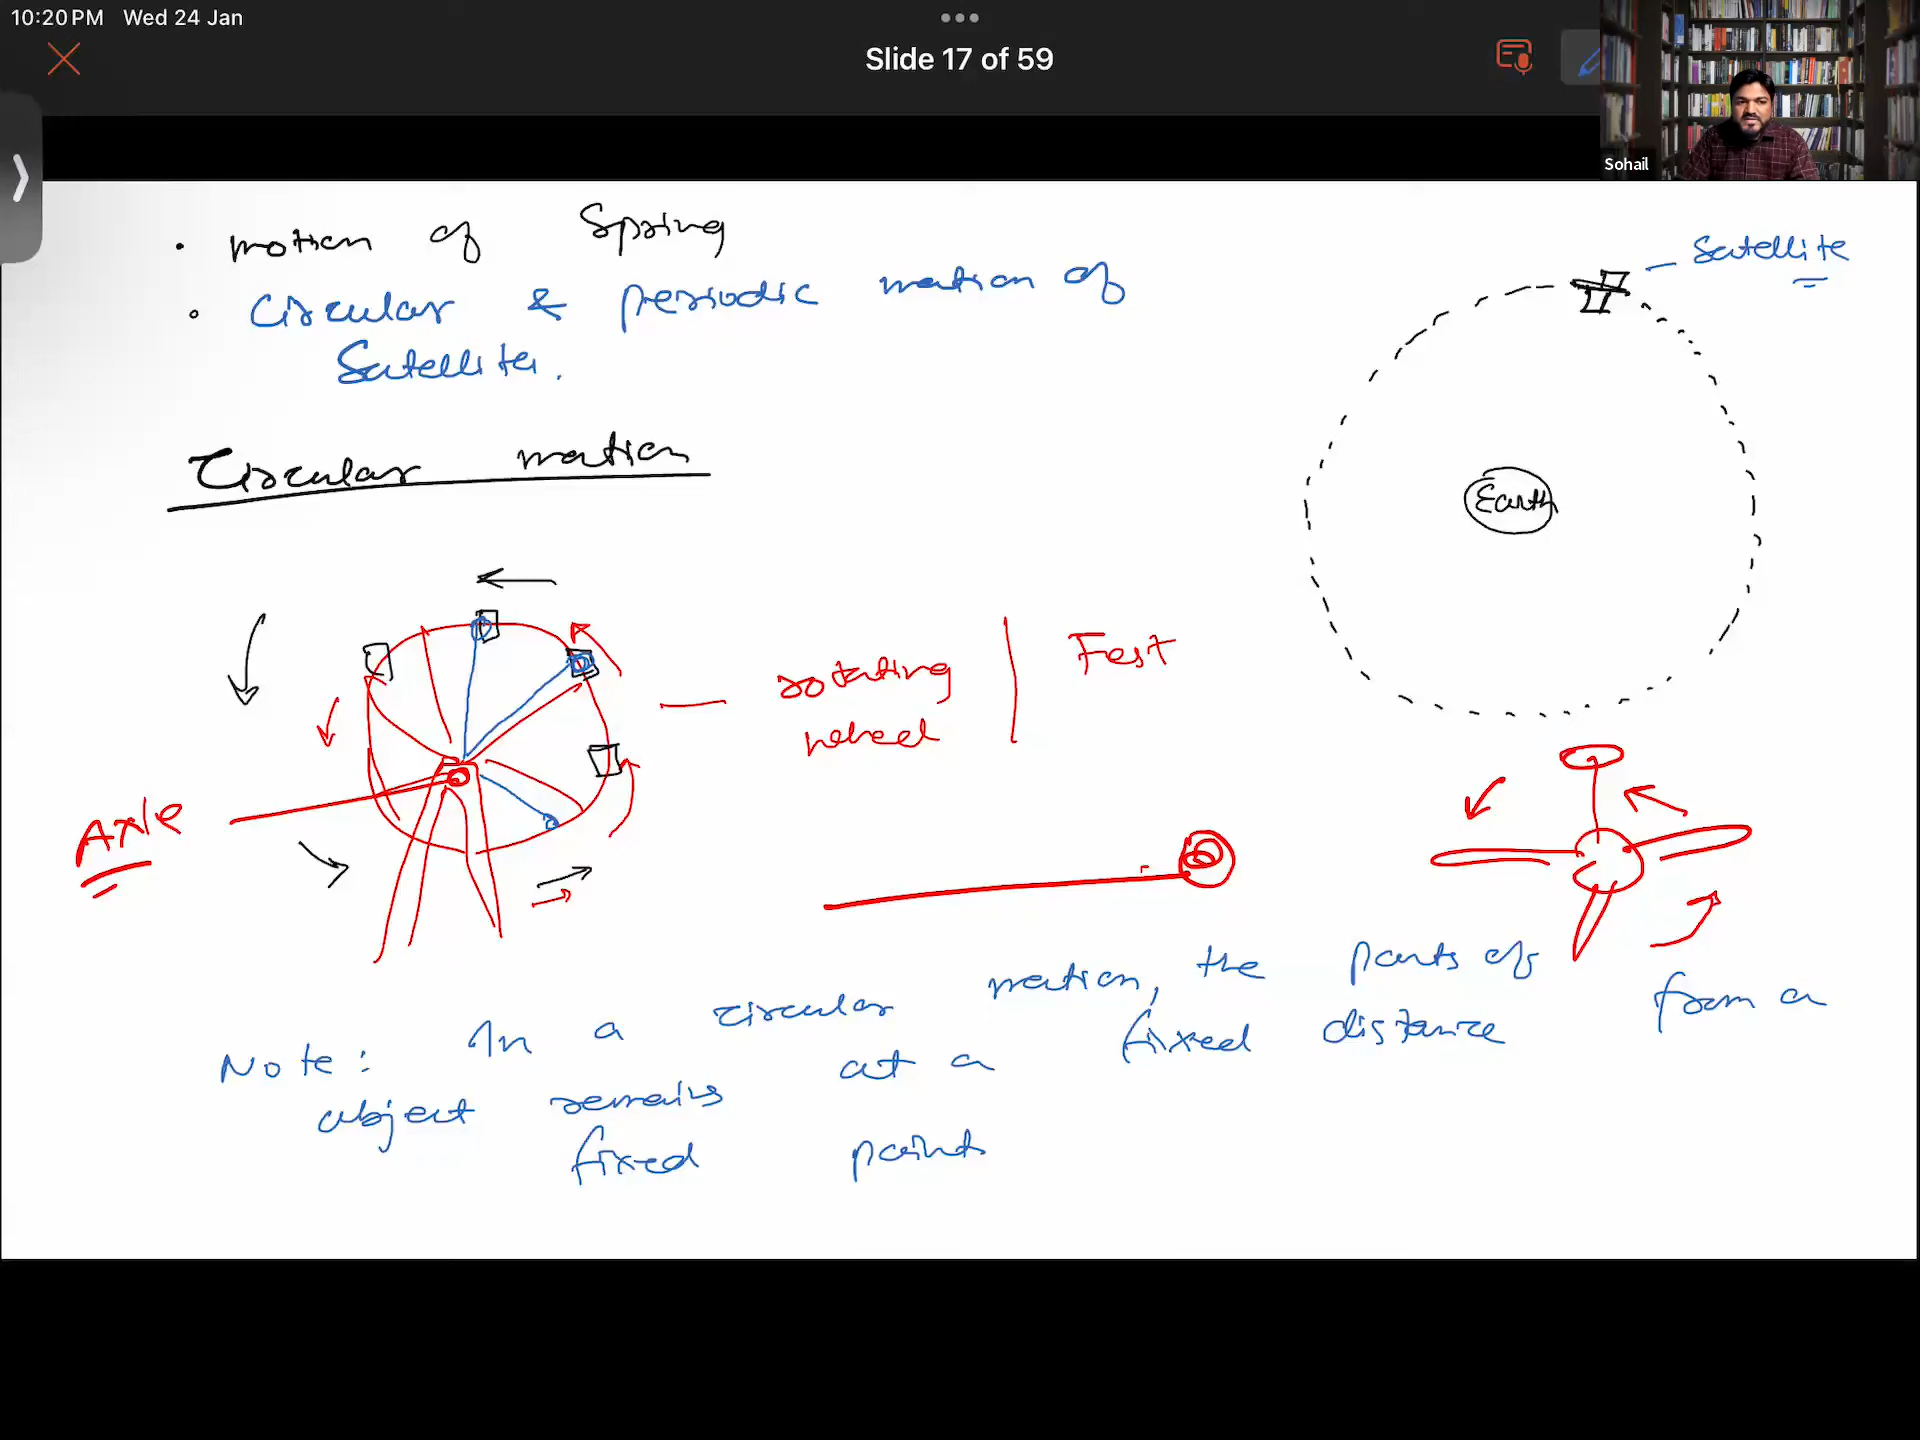 10:20 PM Wed 24 Jan
Slide 17 of 59
Sohail
• motion of Spring
• Circular & periodic motion of
Satellite.
Satellite
Earth
Circular motion
rotating
wheel
Fest
Axle
Note: In a circular motion, the parts of
object remains at a fixed distance from a
fixed point